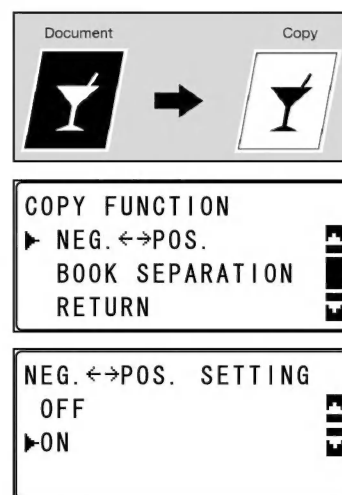 Document Copy
COPY FUNCTION
▶ NEG.←→POS.
BOOK SEPARATION
RETURN
NEG.←→POS. SETTING
OFF
▶ON